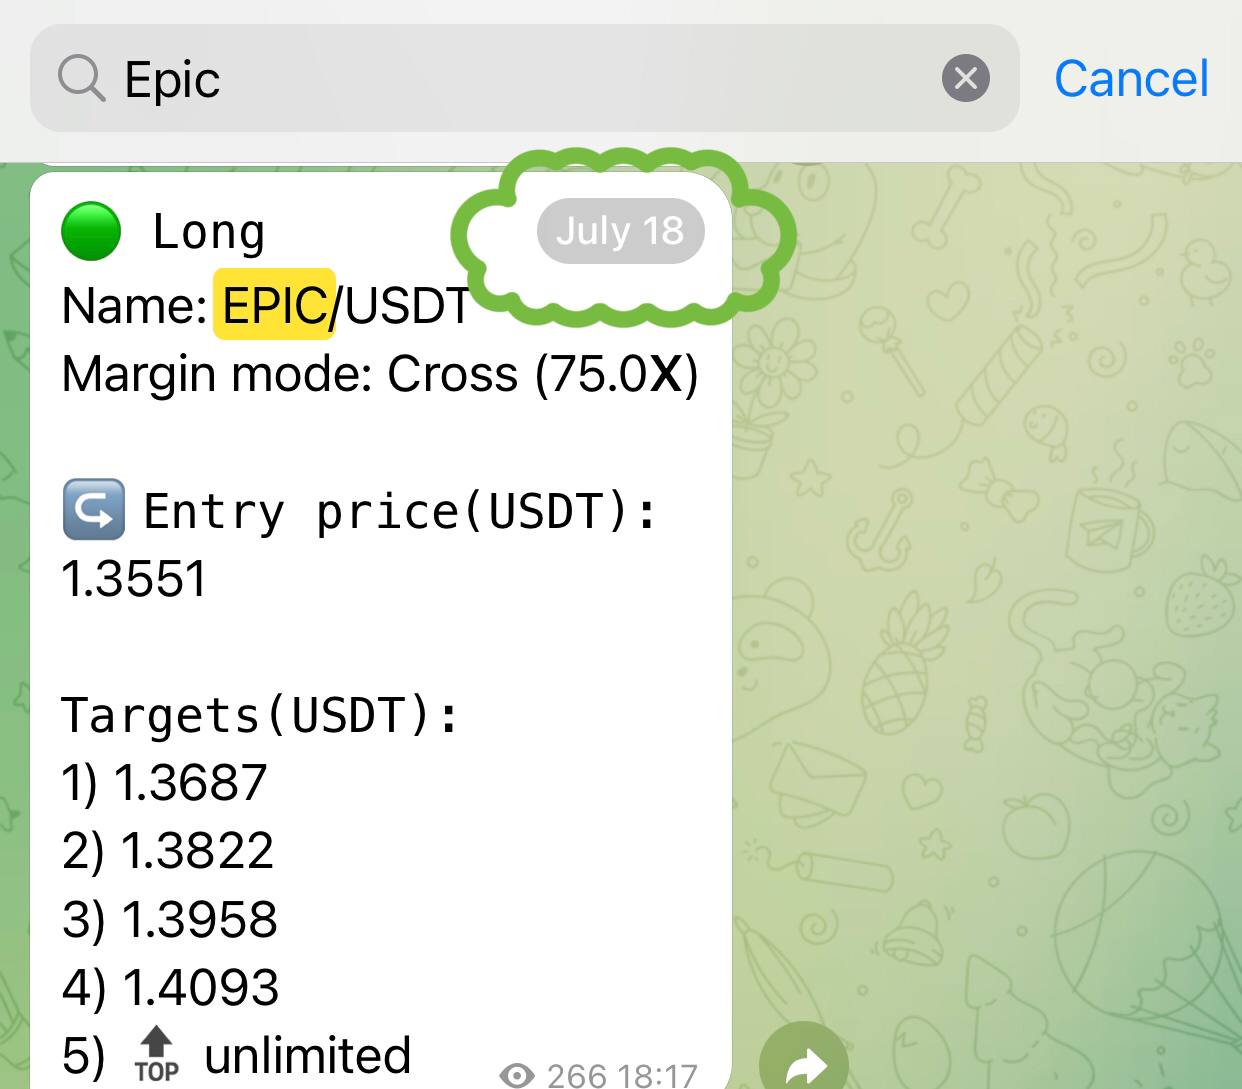 Epic
Cancel
Long
July 18
Name: EPIC/USDT
Margin mode: Cross (75.0X)
Entry price(USDT):
1.3551
Targets(USDT):
1) 1.3687
2) 1.3822
3) 1.3958
4) 1.4093
5) TOP unlimited
266 18:17